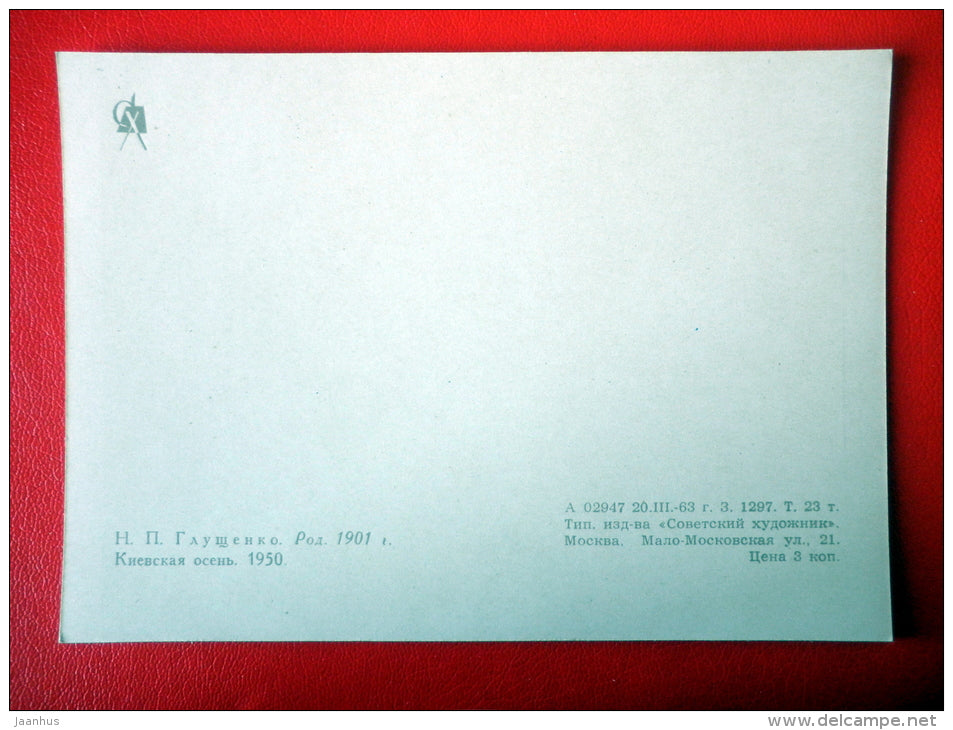 СХ
Н. П. Глущенко. Род. 1901 г.
Киевская осень. 1950.
А 02947 20.III.-63 г. З. 1297. Т. 23 т.
Тип. изд-ва «Советский художник».
Москва. Мало-Московская ул., 21.
Цена 3 коп.
jaanhus
www.delcampe.net